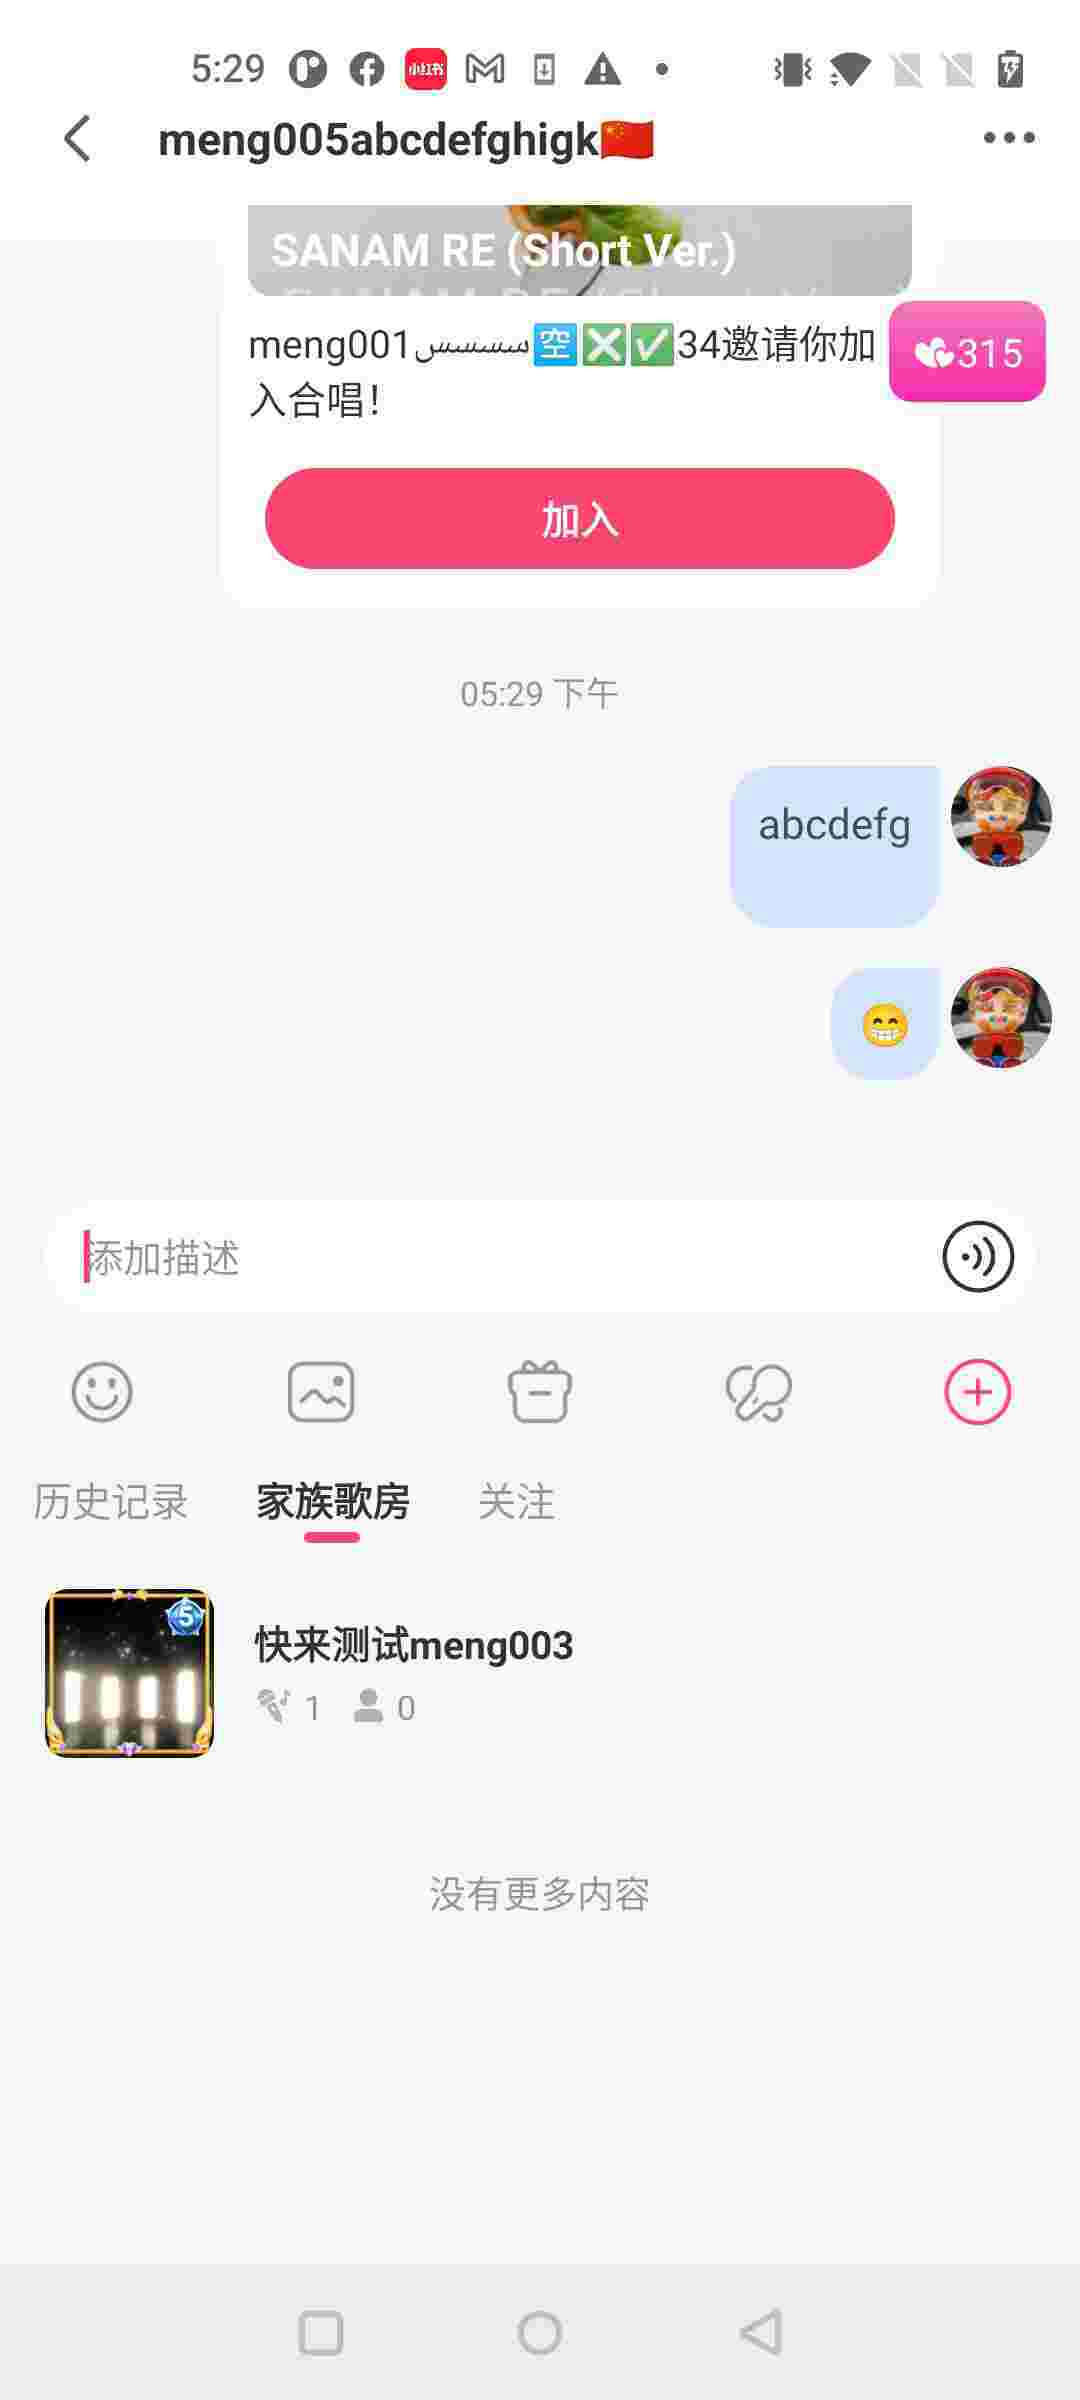 5:29
小红书
meng005abcdefghigk🇨🇳
SANAM RE (Short Ver.)
meng001سسسس🈳❎✅34邀请你加
入合唱!
315
加入
05:29 下午
abcdefg
😁
添加描述
历史记录 家族歌房 关注
5
快来测试meng003
1 0
没有更多内容